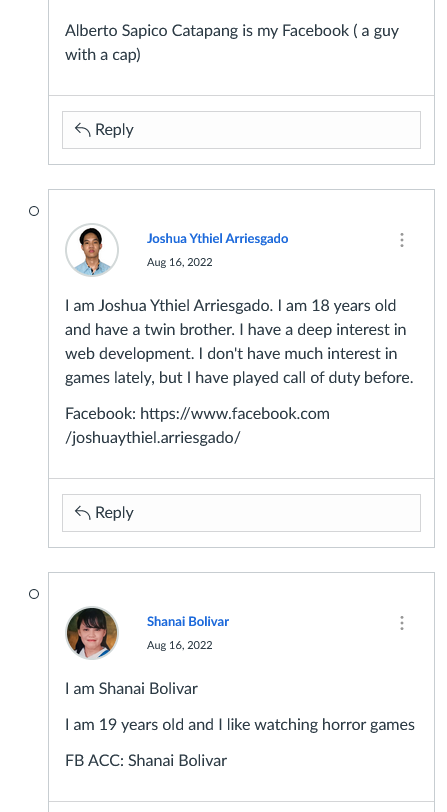 Alberto Sapico Catapang is my Facebook ( a guy
with a cap)
Reply
Joshua Ythiel Arriesgado
Aug 16, 2022
I am Joshua Ythiel Arriesgado. I am 18 years old
and have a twin brother. I have a deep interest in
web development. I don't have much interest in
games lately, but I have played call of duty before.
Facebook: https://www.facebook.com
/joshuaythiel.arriesgado/
Reply
Shanai Bolivar
Aug 16, 2022
I am Shanai Bolivar
I am 19 years old and I like watching horror games
FB ACC: Shanai Bolivar